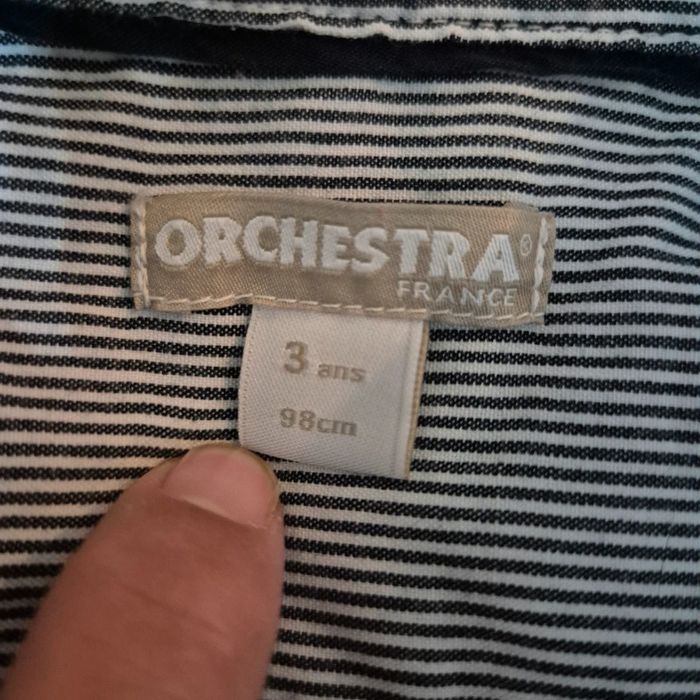 ORCHESTRA®
FRANCE
3 ans
98cm